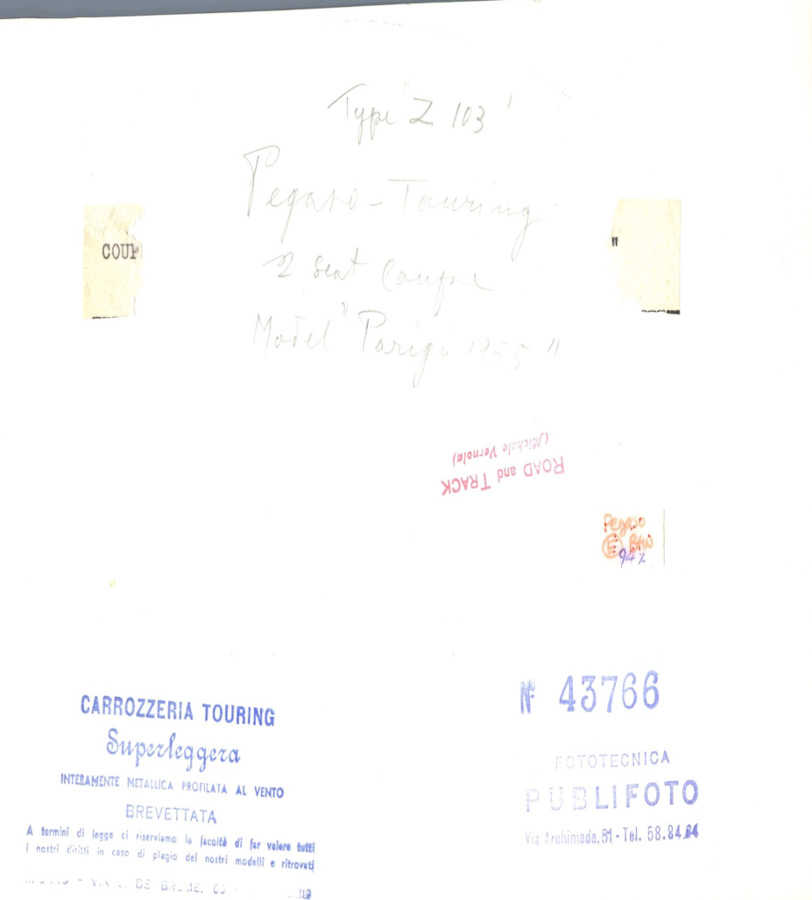 Type "Z 103"
Pegaso - Touring
2 seat Coupe
Model "Parigi 1955"
COUP
"
ROAD and TRACK
(Michele Vernola)
Pegaso
E B+W
94%
CARROZZERIA TOURING
Superleggera
INTERAMENTE METALLICA PROFILATA AL VENTO
BREVETTATA
A termini di legge ci riserviamo la facoltà di far valere tutti
i nostri diritti in caso di plagio dei nostri modelli e ritrovati
Nº 43766
FOTOTECNICA
PUBLIFOTO
Via Archimede, 51 - Tel. 58.84.64